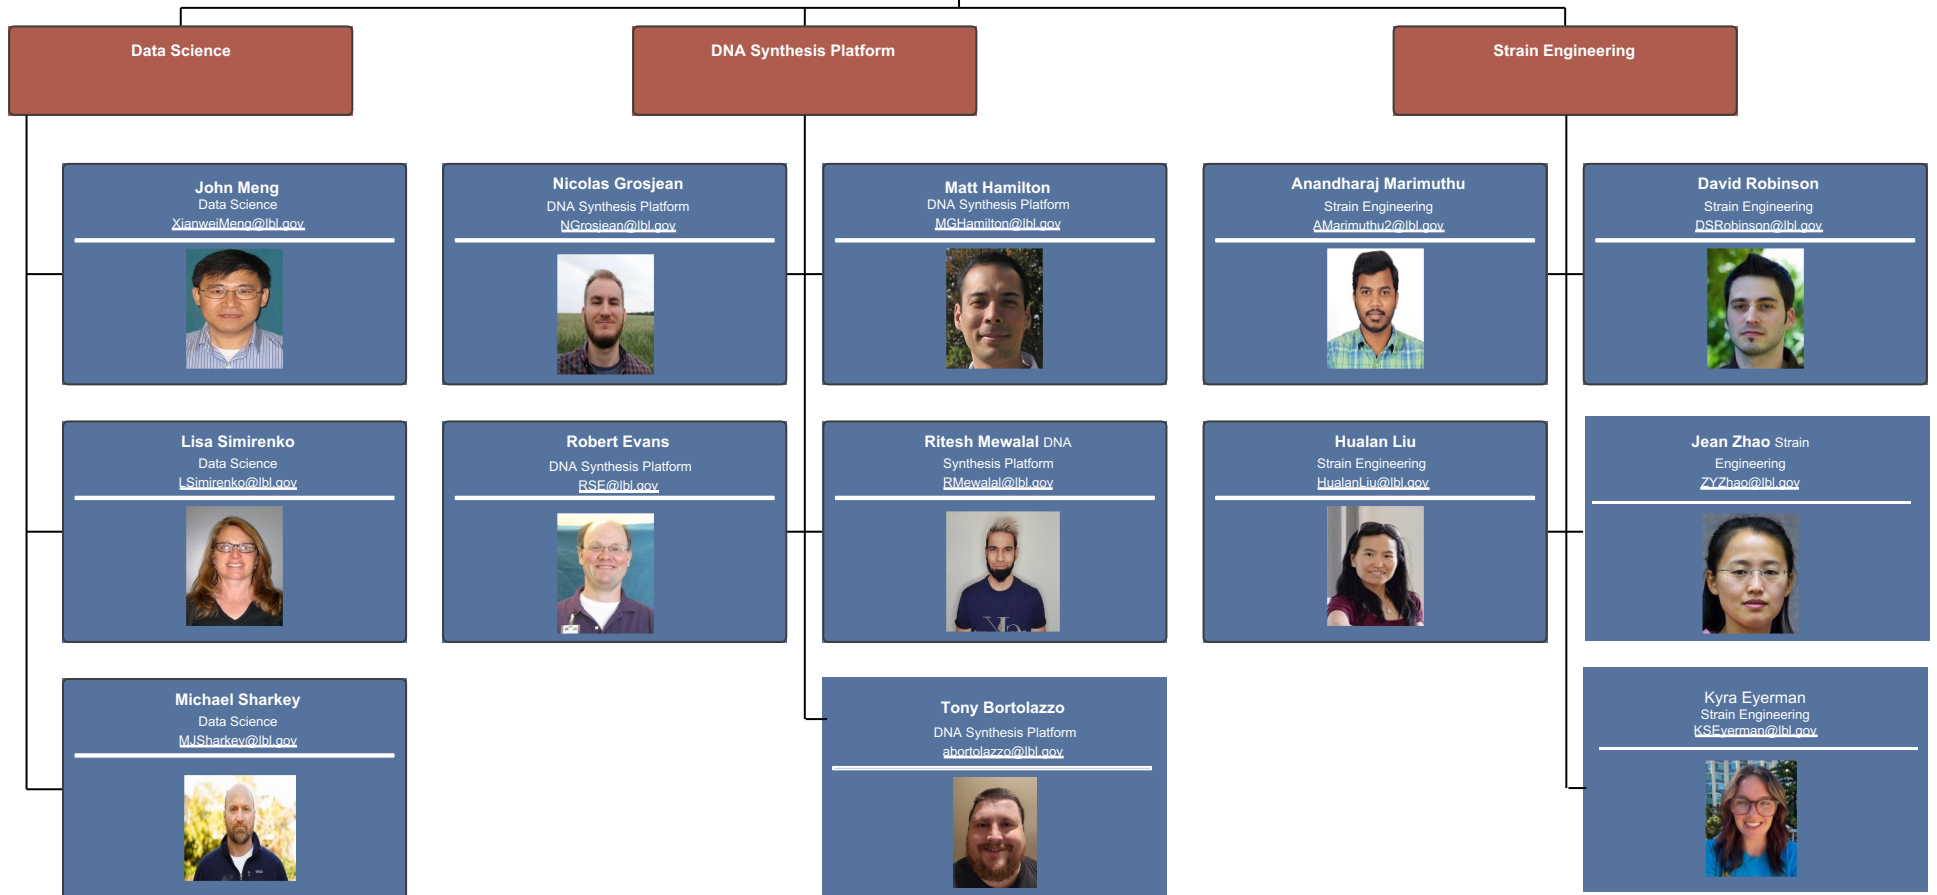 Data Science
DNA Synthesis Platform
Strain Engineering
John Meng
Data Science
XianweiMeng@lbl.gov
Nicolas Grosjean
DNA Synthesis Platform
NGrosjean@lbl.gov
Matt Hamilton
DNA Synthesis Platform
MGHamilton@lbl.gov
Anandharaj Marimuthu
Strain Engineering
AMarimuthu2@lbl.gov
David Robinson
Strain Engineering
DSRobinson@lbl.gov
Lisa Simirenko
Data Science
LSimirenko@lbl.gov
Robert Evans
DNA Synthesis Platform
RSE@lbl.gov
Ritesh Mewalal DNA
Synthesis Platform
RMewalal@lbl.gov
Hualan Liu
Strain Engineering
HualanLiu@lbl.gov
Jean Zhao Strain
Engineering
ZYZhao@lbl.gov
Michael Sharkey
Data Science
MJSharkey@lbl.gov
Tony Bortolazzo
DNA Synthesis Platform
abortolazzo@lbl.gov
Kyra Eyerman
Strain Engineering
KSEyerman@lbl.gov